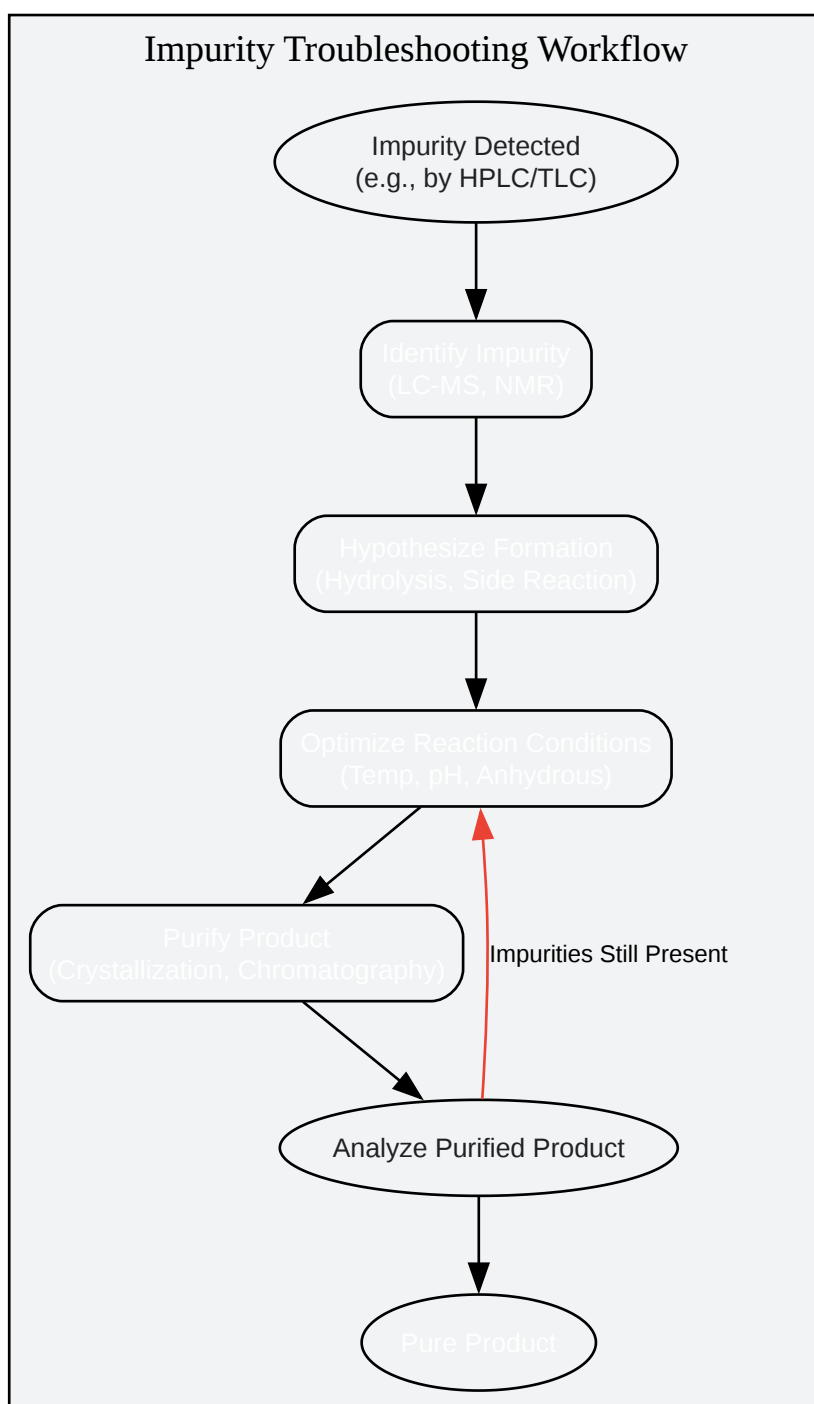 Impurity Troubleshooting Workflow
Impurity Detected
(e.g., by HPLC/TLC)
Identify Impurity
(LC-MS, NMR)
Hypothesize Formation
(Hydrolysis, Side Reaction)
Optimize Reaction Conditions
(Temp, pH, Anhydrous)
Purify Product
(Crystallization, Chromatography)
Impurities Still Present
Analyze Purified Product
Pure Product